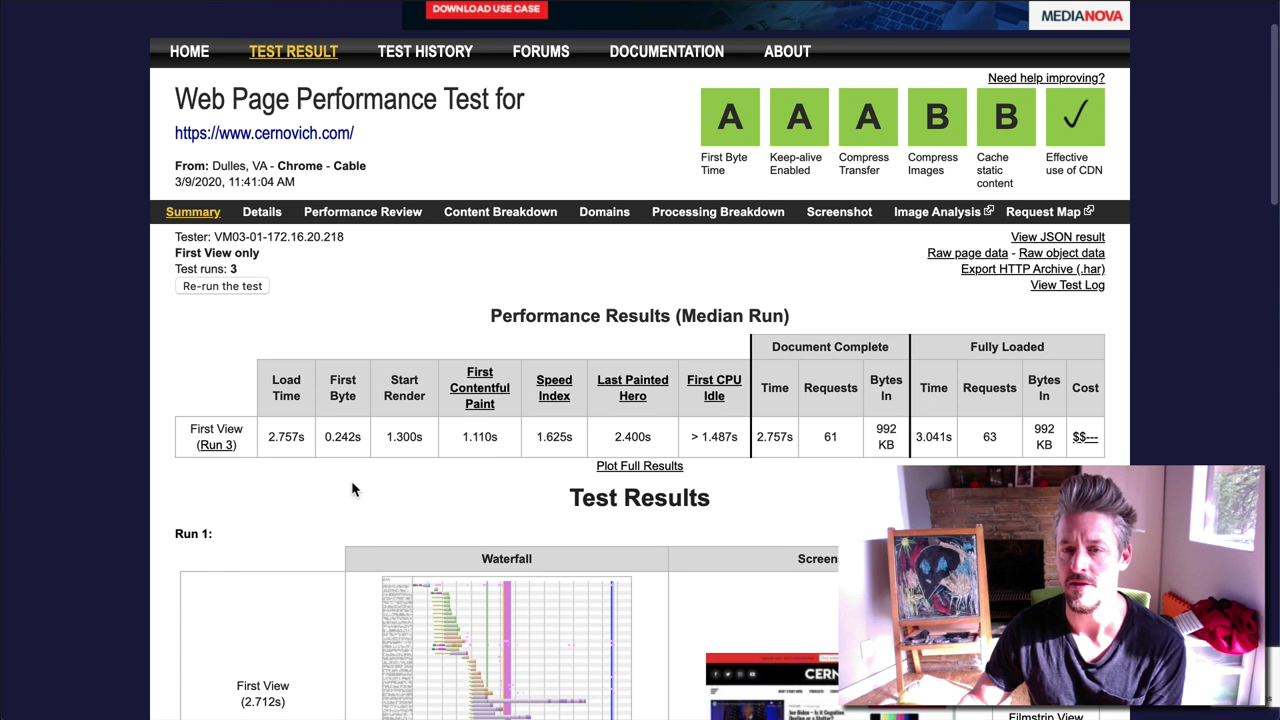 DOWNLOAD USE CASE
MEDIANOVA
HOME TEST RESULT TEST HISTORY FORUMS DOCUMENTATION ABOUT
Need help improving?
Web Page Performance Test for
https://www.cernovich.com/
From: Dulles, VA - Chrome - Cable
3/9/2020, 11:41:04 AM
A A A B B ✓
First Byte Time
Keep-alive Enabled
Compress Transfer
Compress Images
Cache static content
Effective use of CDN
Summary Details Performance Review Content Breakdown Domains Processing Breakdown Screenshot Image Analysis Request Map
Tester: VM03-01-172.16.20.218
First View only
Test runs: 3
Re-run the test
View JSON result
Raw page data - Raw object data
Export HTTP Archive (.har)
View Test Log
Performance Results (Median Run)
Document Complete Fully Loaded
Load Time First Byte Start Render First Contentful Paint Speed Index Last Painted Hero First CPU Idle Time Requests Bytes In Time Requests Bytes In Cost
First View (Run 3) 2.757s 0.242s 1.300s 1.110s 1.625s 2.400s > 1.487s 2.757s 61 992 KB 3.041s 63 992 KB $$---
Plot Full Results
Test Results
Run 1:
Waterfall Screen
First View
(2.712s)
CERN
Filmstrip View